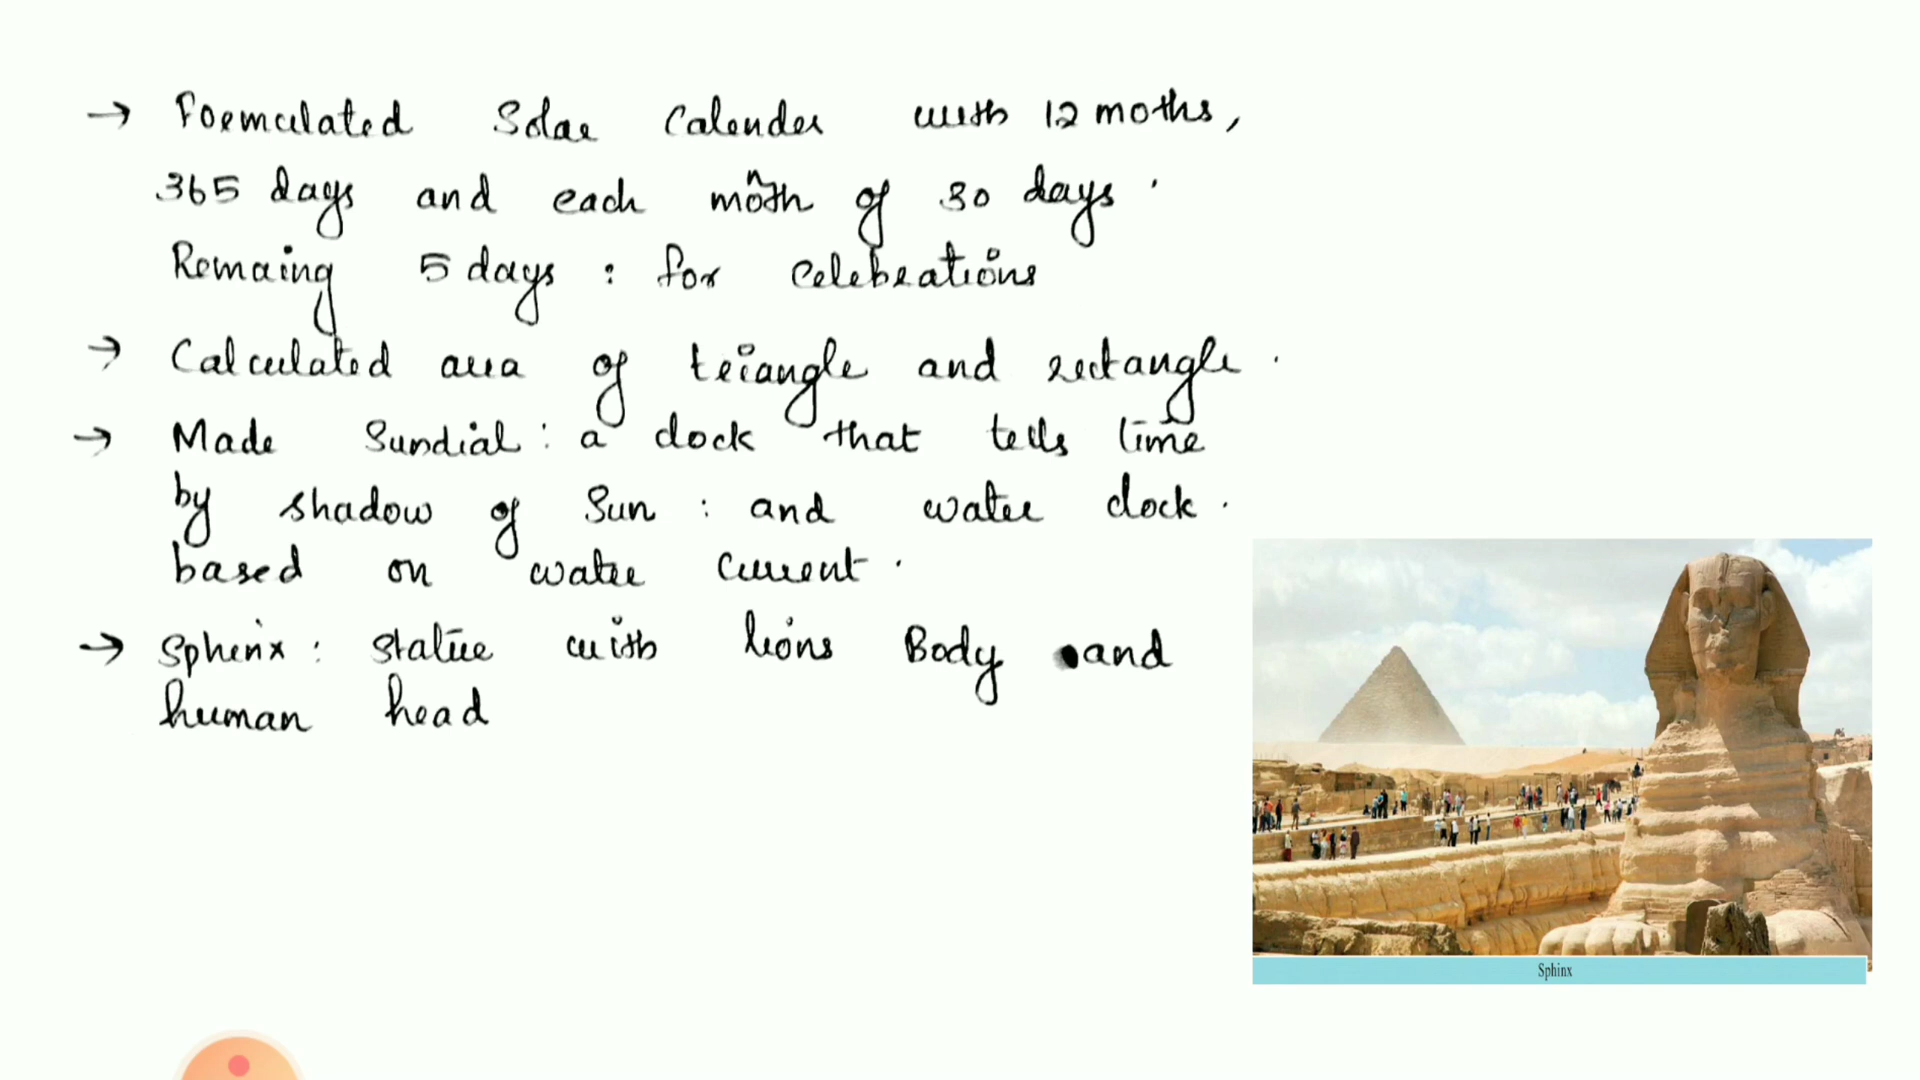 → Formulated Solar Calender with 12 moths,
365 days and each month of 30 days.
Remaing 5 days : for celebrations
→ Calculated area of triangle and rectangle.
→ Made Sundial : a clock that tells time
by shadow of Sun : and water clock.
based on water current.
→ Sphinx : statue with lions Body and
human head
Sphinx